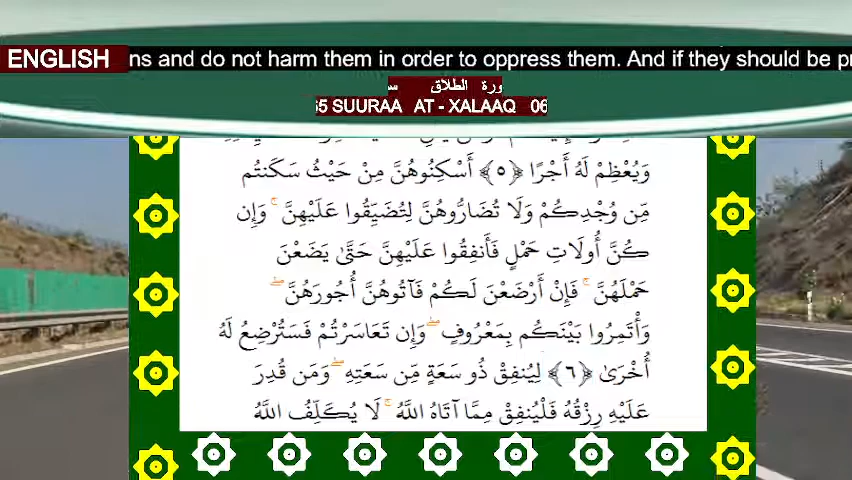 ENGLISH ns and do not harm them in order to oppress them. And if they should be pr
ورة الطلاق سـ
65 SUURAA AT - XALAAQ 06
وَيُعْظِمْ لَهُ أَجْرًا ﴿٥﴾ أَسْكِنُوهُنَّ مِنْ حَيْثُ سَكَنتُم
مِّن وُجْدِكُمْ وَلَا تُضَارُّوهُنَّ لِتُضَيِّقُوا عَلَيْهِنَّ ۚ وَإِن
كُنَّ أُولَاتِ حَمْلٍ فَأَنفِقُوا عَلَيْهِنَّ حَتَّىٰ يَضَعْنَ
حَمْلَهُنَّ ۚ فَإِنْ أَرْضَعْنَ لَكُمْ فَآتُوهُنَّ أُجُورَهُنَّ ۖ
وَأْتَمِرُوا بَيْنَكُم بِمَعْرُوفٍ ۖ وَإِن تَعَاسَرْتُمْ فَسَتُرْضِعُ لَهُ
أُخْرَىٰ ﴿٦﴾ لِيُنفِقْ ذُو سَعَةٍ مِّن سَعَتِهِ ۖ وَمَن قُدِرَ
عَلَيْهِ رِزْقُهُ فَلْيُنفِقْ مِمَّا آتَاهُ اللَّهُ ۚ لَا يُكَلِّفُ اللَّهُ